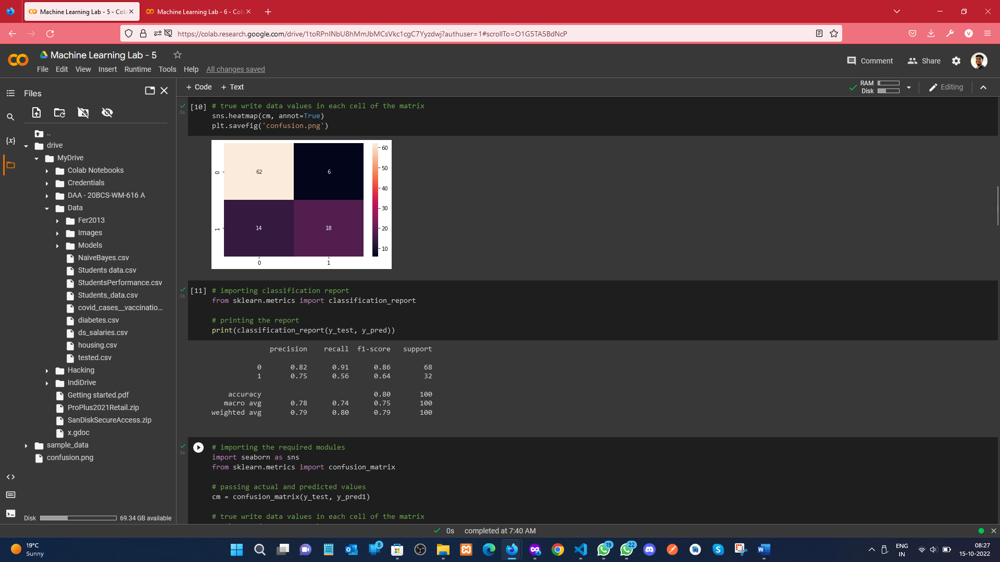 Machine Learning Lab - 5 - Cola
Machine Learning Lab - 6 - Cola
https://colab.research.google.com/drive/1toRPnINbU8hMmJbMCsVkc1cgC7Yyzdwj?authuser=1#scrollTo=O1G5TA5BdNcP
V
Machine Learning Lab - 5
Comment
Share
File Edit View Insert Runtime Tools Help All changes saved
Files
+ Code + Text
RAM
Disk
Editing
{x}
..
drive
MyDrive
Colab Notebooks
Credentials
DAA - 20BCS-WM-616 A
Data
Fer2013
Images
Models
NaiveBayes.csv
Students data.csv
StudentsPerformance.csv
Students_data.csv
covid_cases__vaccinatio...
diabetes.csv
ds_salaries.csv
housing.csv
tested.csv
Hacking
IndiDrive
Getting started.pdf
ProPlus2021Retail.zip
SanDiskSecureAccess.zip
x.gdoc
sample_data
confusion.png
Disk 69.34 GB available
0s
[10] # true write data values in each cell of the matrix
sns.heatmap(cm, annot=True)
plt.savefig('confusion.png')
62 6
14 18
0
1
0 1
60
50
40
30
20
10
0s
[11] # importing classification report
from sklearn.metrics import classification_report
# printing the report
print(classification_report(y_test, y_pred))
precision recall f1-score support
0 0.82 0.91 0.86 68
1 0.75 0.56 0.64 32
accuracy 0.80 100
macro avg 0.78 0.74 0.75 100
weighted avg 0.79 0.80 0.79 100
0s
# importing the required modules
import seaborn as sns
from sklearn.metrics import confusion_matrix
# passing actual and predicted values
cm = confusion_matrix(y_test, y_pred1)
# true write data values in each cell of the matrix
0s completed at 7:40 AM
19°C
Sunny
8
19
22
ENG
IN
08:27
15-10-2022